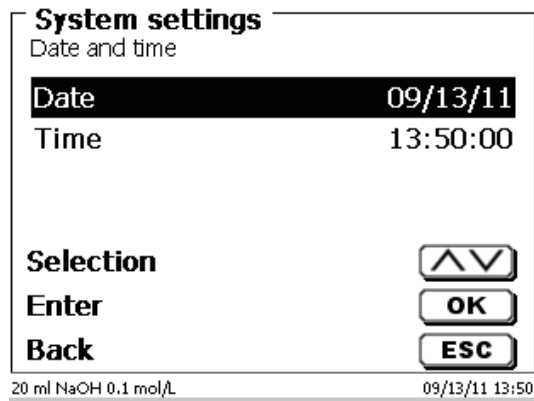 System settings
Date and time
Date 09/13/11
Time 13:50:00
Selection
Enter OK
Back ESC
20 ml NaOH 0.1 mol/L 09/13/11 13:50